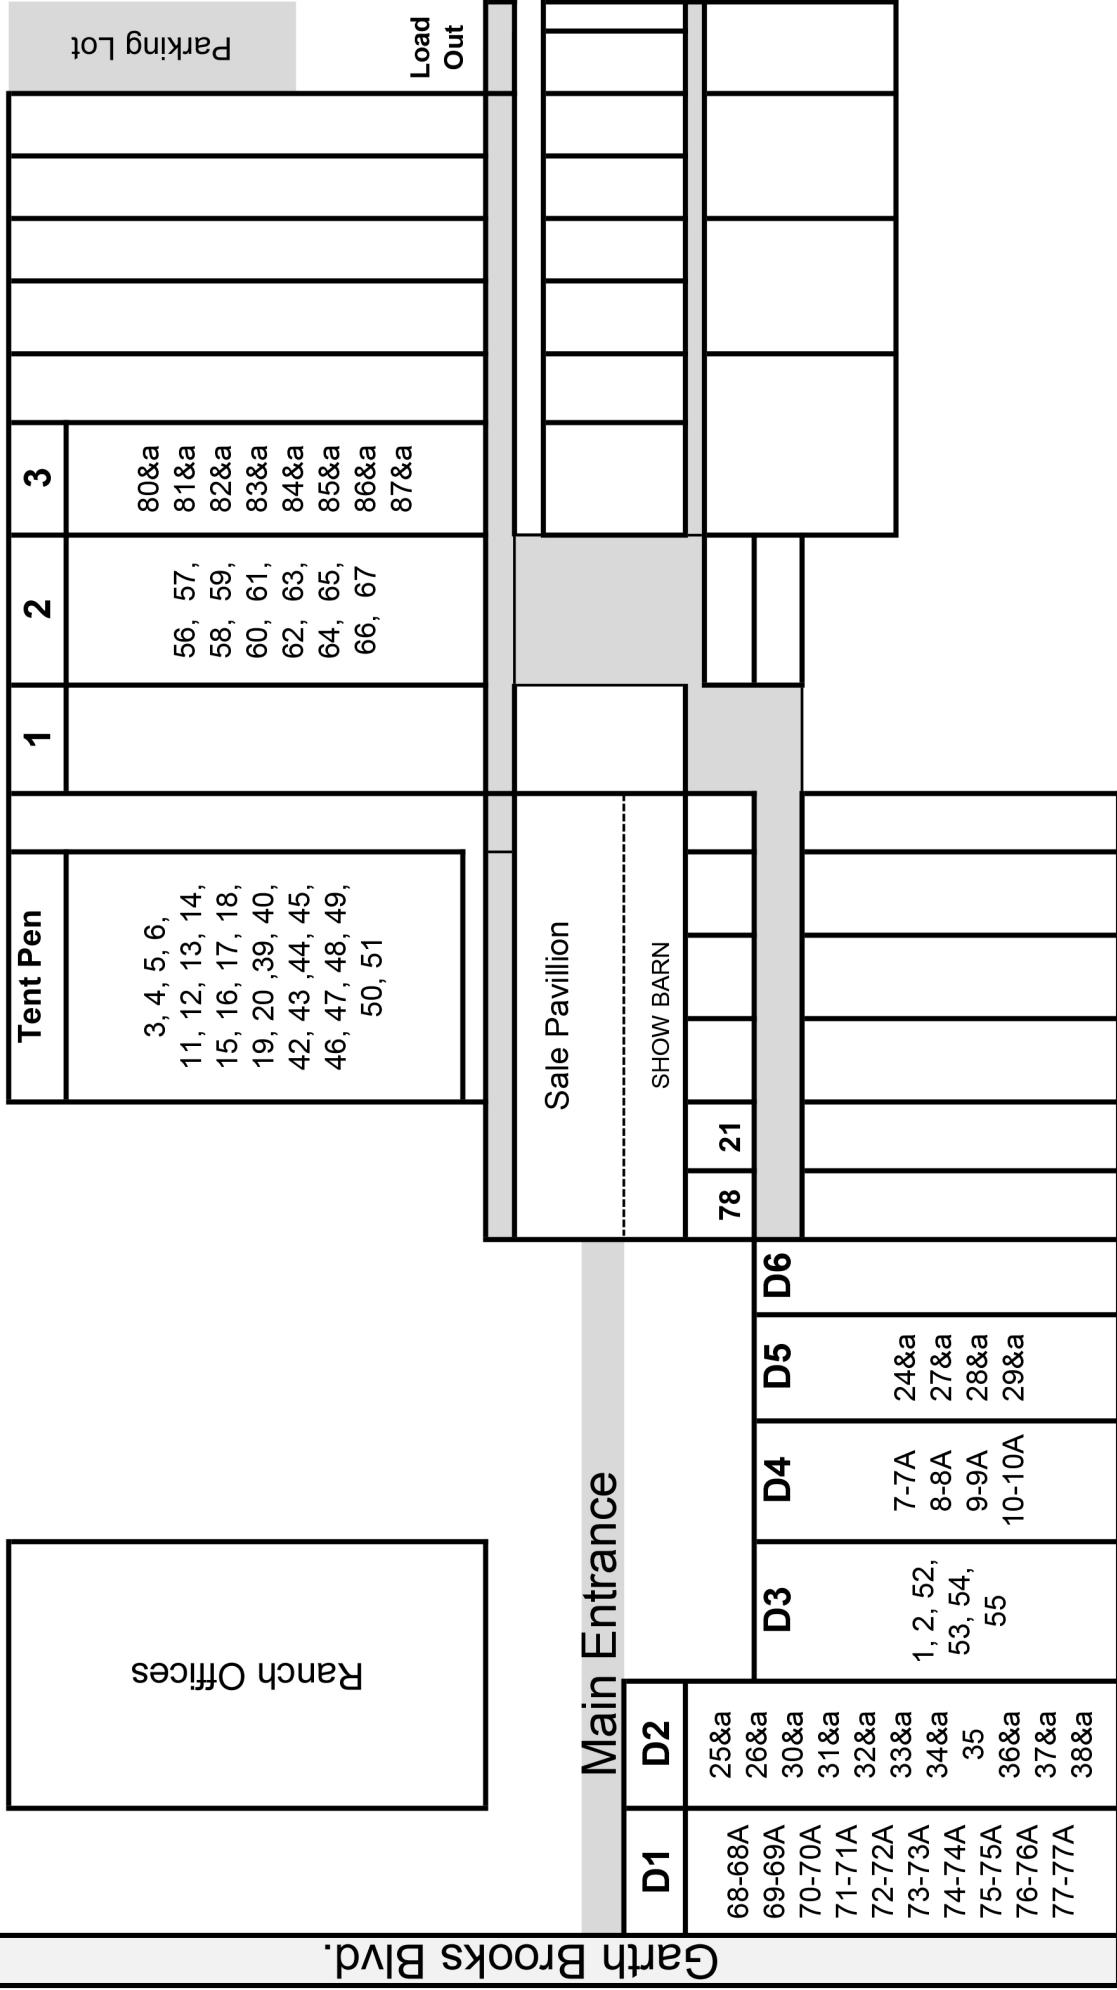 Parking Lot
Load
Out
Tent Pen
3, 4, 5, 6,
11, 12, 13, 14,
15, 16, 17, 18,
19, 20 ,39, 40,
42, 43 ,44, 45,
46, 47, 48, 49,
50, 51
1
2
56, 57,
58, 59,
60, 61,
62, 63,
64, 65,
66, 67
3
80&a
81&a
82&a
83&a
84&a
85&a
86&a
87&a
Ranch Offices
Sale Pavillion
SHOW BARN
78
21
Main Entrance
Garth Brooks Blvd.
D1
68-68A
69-69A
70-70A
71-71A
72-72A
73-73A
74-74A
75-75A
76-76A
77-77A
D2
25&a
26&a
30&a
31&a
32&a
33&a
34&a
35
36&a
37&a
38&a
D3
1, 2, 52,
53, 54,
55
D4
7-7A
8-8A
9-9A
10-10A
D5
24&a
27&a
28&a
29&a
D6